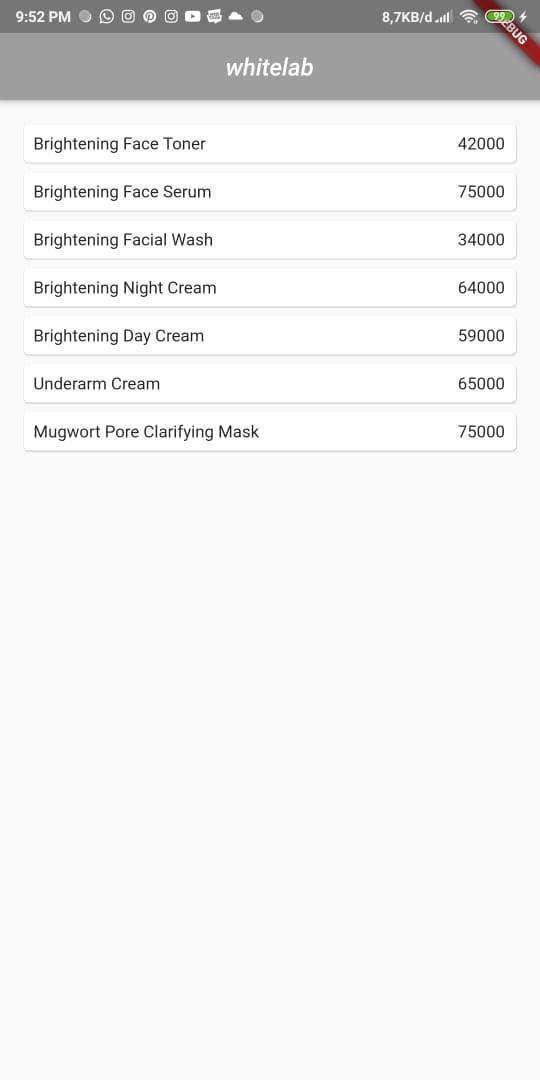 9:52 PM 8,7KB/d 99
DEBUG
whitelab
Brightening Face Toner 42000
Brightening Face Serum 75000
Brightening Facial Wash 34000
Brightening Night Cream 64000
Brightening Day Cream 59000
Underarm Cream 65000
Mugwort Pore Clarifying Mask 75000